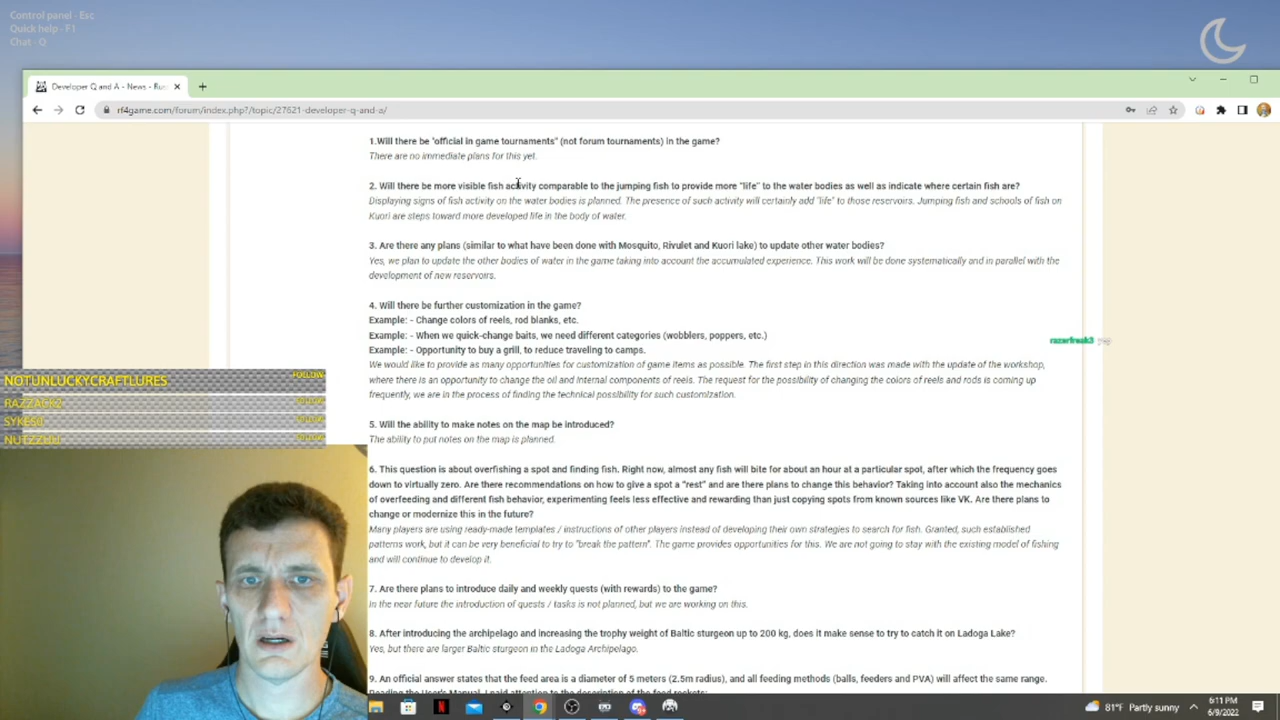 Control panel - Esc
Quick help - F1
Chat - Q
Developer Q and A - News - Rus
rf4game.com/forum/index.php?/topic/27621-developer-q-and-a/
1.Will there be "official in game tournaments" (not forum tournaments) in the game?
There are no immediate plans for this yet.
2. Will there be more visible fish activity comparable to the jumping fish to provide more "life" to the water bodies as well as indicate where certain fish are?
Displaying signs of fish activity on the water bodies is planned. The presence of such activity will certainly add "life" to those reservoirs. Jumping fish and schools of fish on
Kuori are steps toward more developed life in the body of water.
3. Are there any plans (similar to what have been done with Mosquito, Rivulet and Kuori lake) to update other water bodies?
Yes, we plan to update the other bodies of water in the game taking into account the accumulated experience. This work will be done systematically and in parallel with the
development of new reservoirs.
4. Will there be further customization in the game?
Example: - Change colors of reels, rod blanks, etc.
Example: - When we quick-change baits, we need different categories (wobblers, poppers, etc.)
Example: - Opportunity to buy a grill, to reduce traveling to camps.
We would like to provide as many opportunities for customization of game items as possible. The first step in this direction was made with the update of the workshop,
where there is an opportunity to change the oil and internal components of reels. The request for the possibility of changing the colors of reels and rods is coming up
frequently, we are in the process of finding the technical possibility for such customization.
5. Will the ability to make notes on the map be introduced?
The ability to put notes on the map is planned.
6. This question is about overfishing a spot and finding fish. Right now, almost any fish will bite for about an hour at a particular spot, after which the frequency goes
down to virtually zero. Are there recommendations on how to give a spot a "rest" and are there plans to change this behavior? Taking into account also the mechanics
of overfeeding and different fish behavior, experimenting feels less effective and rewarding than just copying spots from known sources like VK. Are there plans to
change or modernize this in the future?
Many players are using ready-made templates / instructions of other players instead of developing their own strategies to search for fish. Granted, such established
patterns work, but it can be very beneficial to try to "break the pattern". The game provides opportunities for this. We are not going to stay with the existing model of fishing
and will continue to develop it.
7. Are there plans to introduce daily and weekly quests (with rewards) to the game?
In the near future the introduction of quests / tasks is not planned, but we are working on this.
8. After introducing the archipelago and increasing the trophy weight of Baltic sturgeon up to 200 kg, does it make sense to try to catch it on Ladoga Lake?
Yes, but there are larger Baltic sturgeon in the Ladoga Archipelago.
9. An official answer states that the feed area is a diameter of 5 meters (2.5m radius), and all feeding methods (balls, feeders and PVA) will affect the same range.
Reading the User's Manual, I paid attention to the description of the feed rockets:
razerfreak3 yep
NOTUNLUCKYCRAFTLURES FOLLOW
RAZZACK2
SYKE60
81°F Partly sunny
6:11 PM
6/9/2022